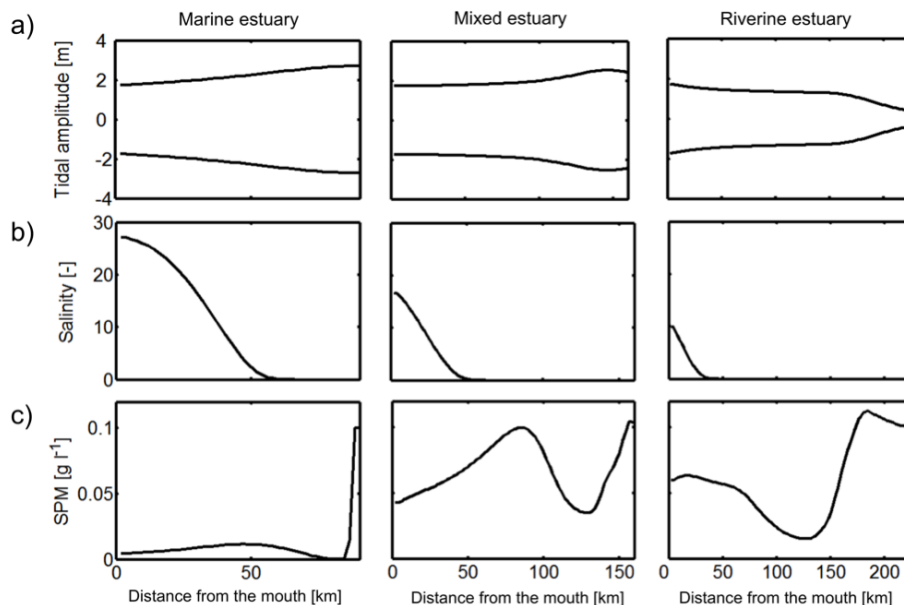 Marine estuary Mixed estuary Riverine estuary
a)
Tidal amplitude [m]
4
2
0
-2
-4
b)
Salinity [-]
30
20
10
0
c)
SPM [g l⁻¹]
0.1
0.05
0
0 50
0 50 100 150
0 50 100 150 200
Distance from the mouth [km] Distance from the mouth [km] Distance from the mouth [km]